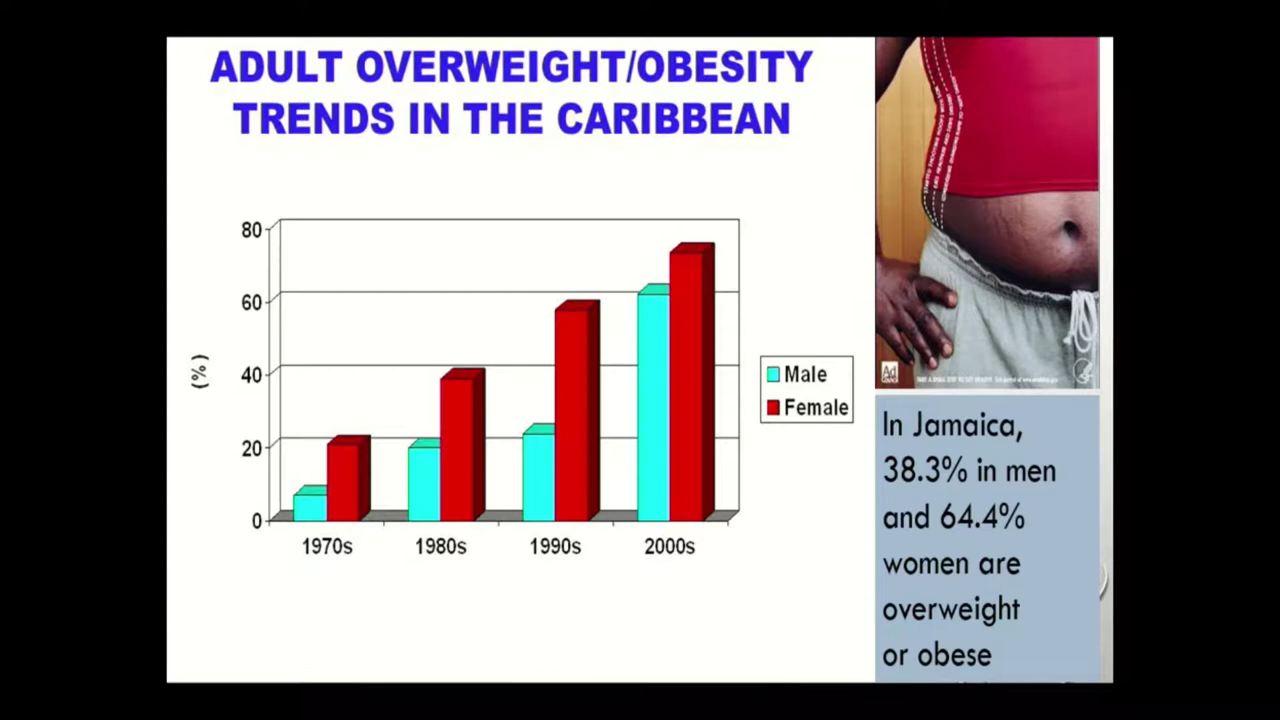 ADULT OVERWEIGHT/OBESITY
TRENDS IN THE CARIBBEAN
80
60
40
20
0
(%)
1970s
1980s
1990s
2000s
Male
Female
Ad
In Jamaica,
38.3% in men
and 64.4%
women are
overweight
or obese